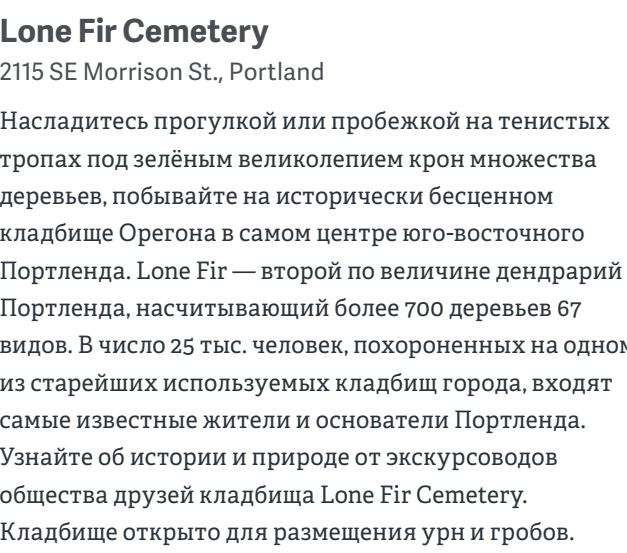 Lone Fir Cemetery
2115 SE Morrison St., Portland
Насладитесь прогулкой или пробежкой на тенистых
тропах под зелёным великолепием крон множества
деревьев, побывайте на исторически бесценном
кладбище Орегона в самом центре юго-восточного
Портленда. Lone Fir — второй по величине дендрарий
Портленда, насчитывающий более 700 деревьев 67
видов. В число 25 тыс. человек, похороненных на одном
из старейших используемых кладбищ города, входят
самые известные жители и основатели Портленда.
Узнайте об истории и природе от экскурсоводов
общества друзей кладбища Lone Fir Cemetery.
Кладбище открыто для размещения урн и гробов.